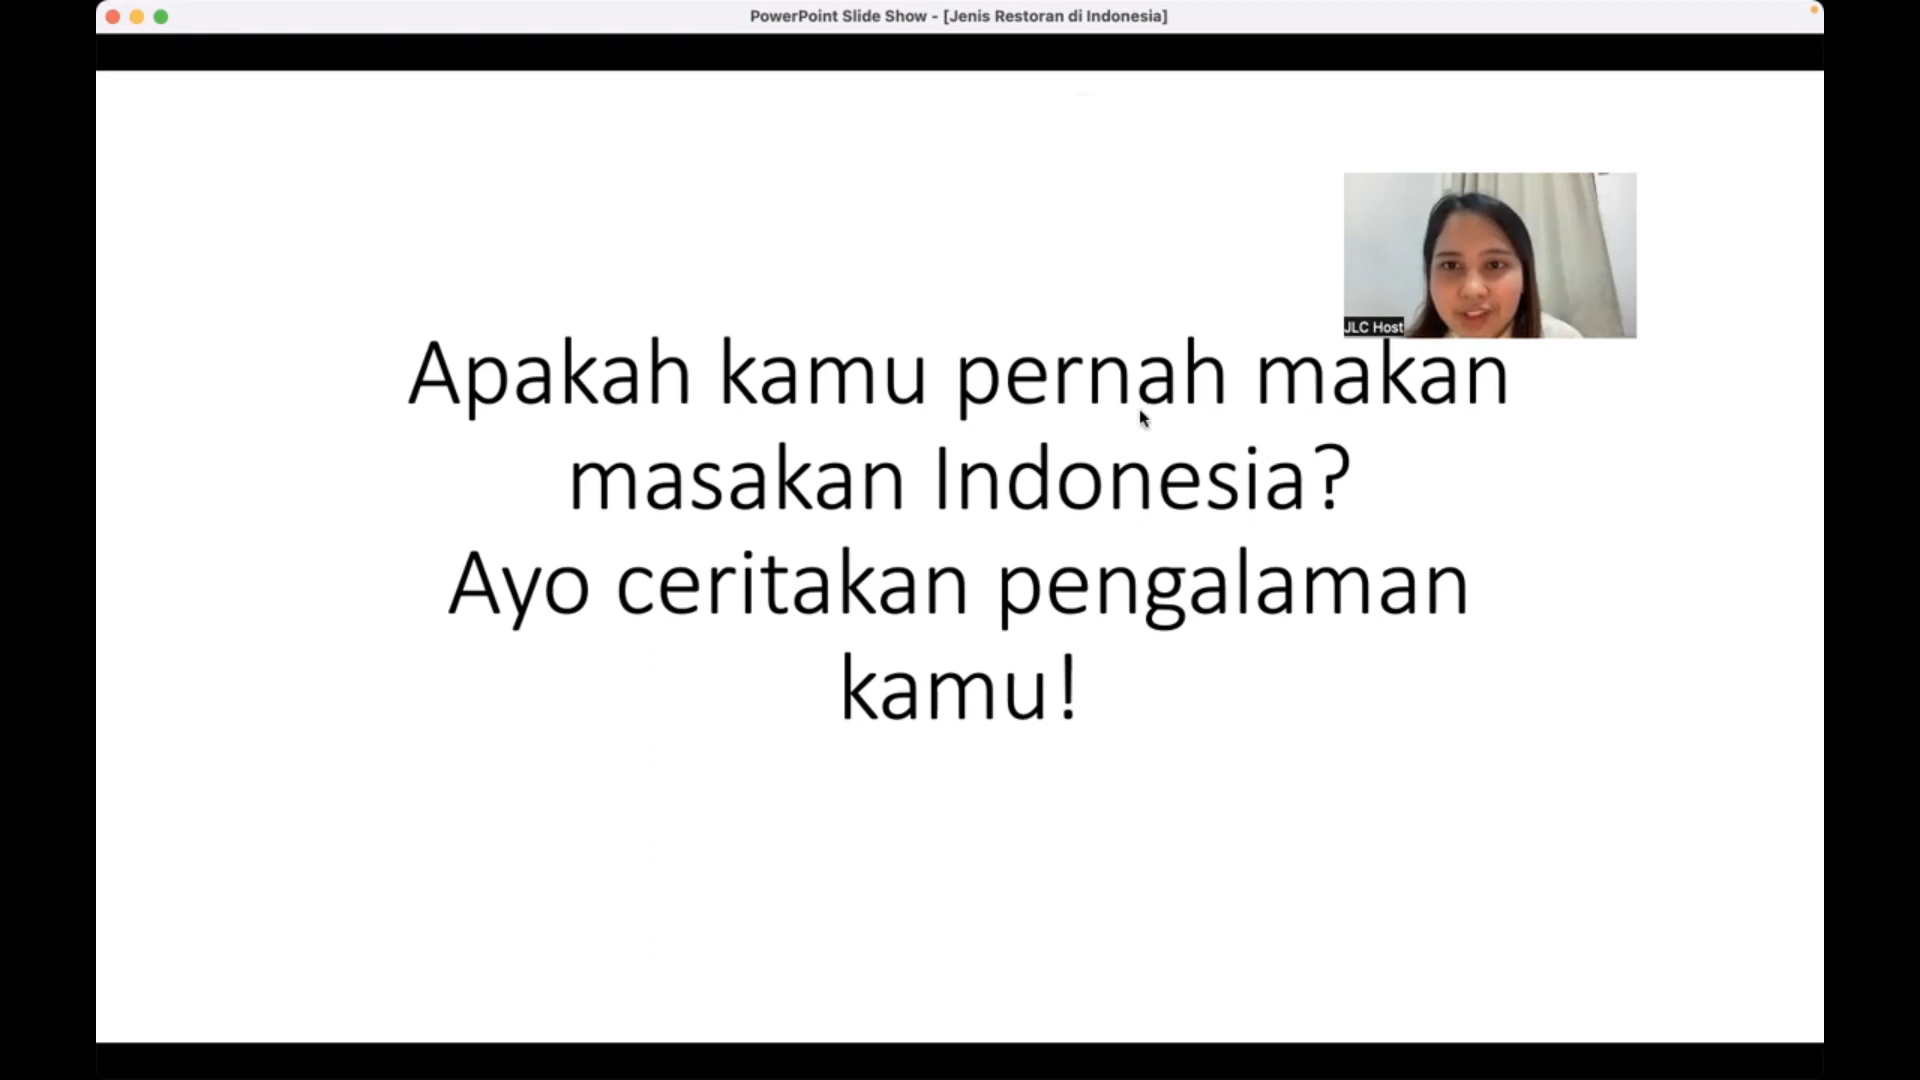 PowerPoint Slide Show - [Jenis Restoran di Indonesia]
JLC Host
Apakah kamu pernah makan
masakan Indonesia?
Ayo ceritakan pengalaman
kamu!